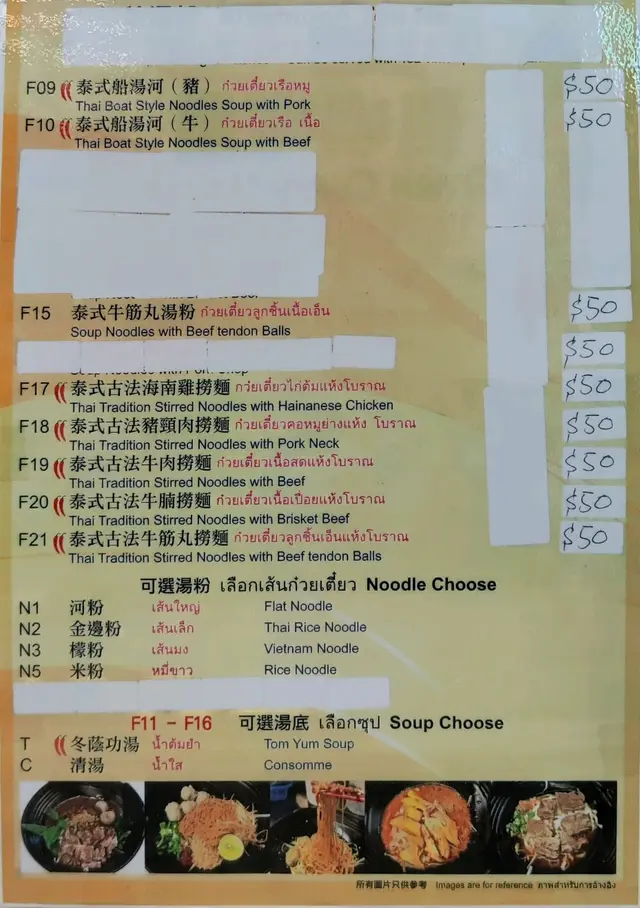 F09 泰式船湯河（豬） ก๋วยเตี๋ยวเรือหมู $50
Thai Boat Style Noodles Soup with Pork
F10 泰式船湯河（牛） ก๋วยเตี๋ยวเรือ เนื้อ $50
Thai Boat Style Noodles Soup with Beef
F15 泰式牛筋丸湯粉 ก๋วยเตี๋ยวลูกชิ้นเนื้อเอ็น $50
Soup Noodles with Beef tendon Balls
$50
F17 泰式古法海南雞撈麵 กวยเตี๋ยวไก่ต้มแห้งโบราณ $50
Thai Tradition Stirred Noodles with Hainanese Chicken
F18 泰式古法豬頸肉撈麵 ก๋วยเตี๋ยวคอหมูย่างแห้ง โบราณ $50
Thai Tradition Stirred Noodles with Pork Neck
F19 泰式古法牛肉撈麵 ก๋วยเตี๋ยวเนื้อสดแห้งโบราณ $50
Thai Tradition Stirred Noodles with Beef
F20 泰式古法牛腩撈麵 ก๋วยเตี๋ยวเนื้อเปื่อยแห้งโบราณ $50
Thai Tradition Stirred Noodles with Brisket Beef
F21 泰式古法牛筋丸撈麵 ก๋วยเตี๋ยวลูกชิ้นเอ็นแห้งโบราณ $50
Thai Tradition Stirred Noodles with Beef tendon Balls
可選湯粉 เลือกเส้นก๋วยเตี๋ยว Noodle Choose
N1 河粉 เส้นใหญ่ Flat Noodle
N2 金邊粉 เส้นเล็ก Thai Rice Noodle
N3 檬粉 เส้นมง Vietnam Noodle
N5 米粉 หมี่ขาว Rice Noodle
F11 - F16 可選湯底 เลือกซุป Soup Choose
T 冬蔭功湯 น้ำต้มยำ Tom Yum Soup
C 清湯 น้ำใส Consomme
所有圖片只供參考 Images are for reference ภาพสำหรับการอ้างอิง